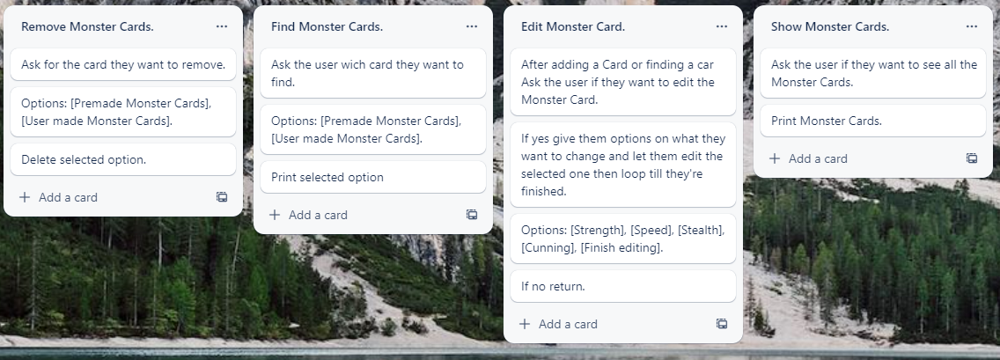 Remove Monster Cards.
Ask for the card they want to remove.
Options: [Premade Monster Cards],
[User made Monster Cards].
Delete selected option.
Add a card
Find Monster Cards.
Ask the user wich card they want to
find.
Options: [Premade Monster Cards],
[User made Monster Cards].
Print selected option
Add a card
Edit Monster Card.
After adding a Card or finding a car
Ask the user if they want to edit the
Monster Card.
If yes give them options on what they
want to change and let them edit the
selected one then loop till they're
finished.
Options: [Strength], [Speed], [Stealth],
[Cunning], [Finish editing].
If no return.
Add a card
Show Monster Cards.
Ask the user if they want to see all the
Monster Cards.
Print Monster Cards.
Add a card